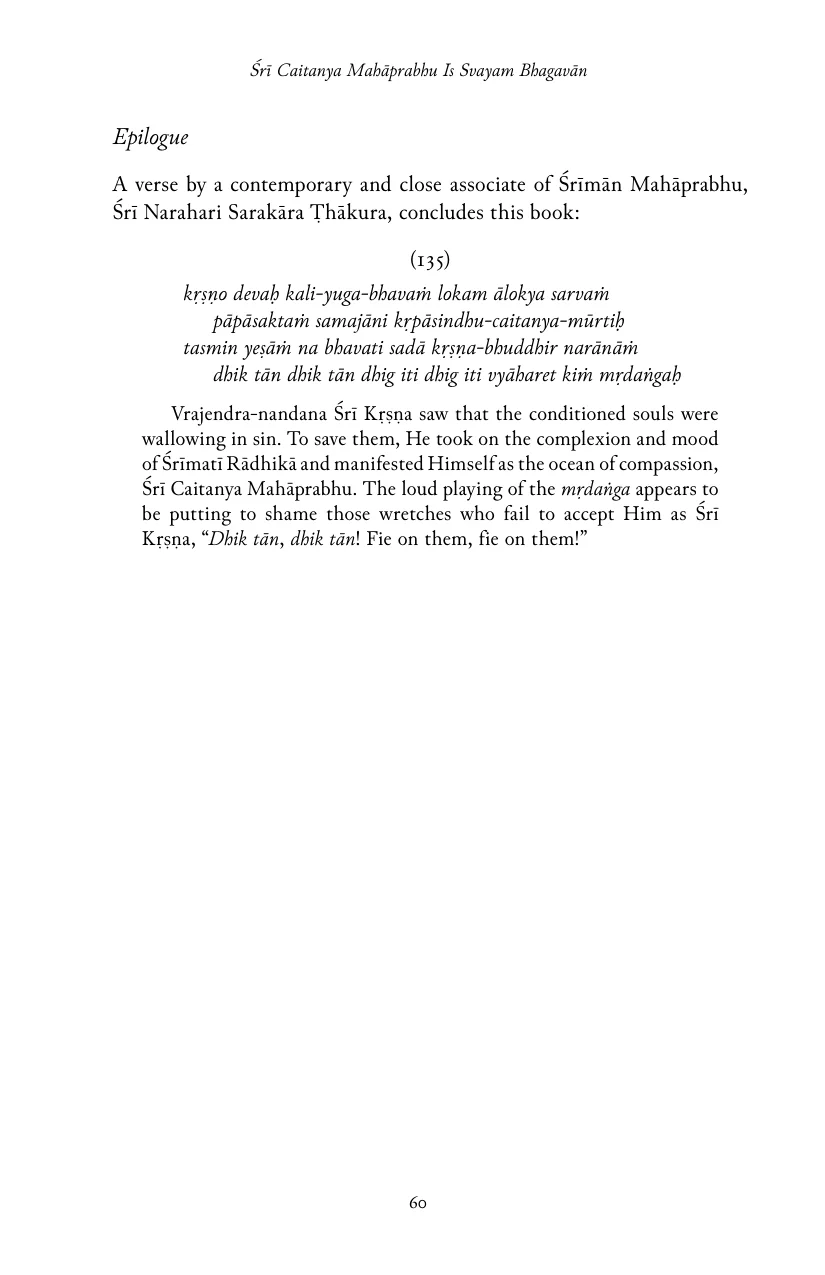 Śrī Caitanya Mahāprabhu Is Svayam Bhagavān
Epilogue
A verse by a contemporary and close associate of Śrīmān Mahāprabhu,
Śrī Narahari Sarakāra Ṭhākura, concludes this book:
(135)
kṛṣṇo devaḥ kali-yuga-bhavaṁ lokam ālokya sarvaṁ
pāpāsaktaṁ samajāni kṛpāsindhu-caitanya-mūrtiḥ
tasmin yeṣāṁ na bhavati sadā kṛṣṇa-bhuddhir narānāṁ
dhik tān dhik tān dhig iti dhig iti vyāharet kiṁ mṛdaṅgaḥ
Vrajendra-nandana Śrī Kṛṣṇa saw that the conditioned souls were
wallowing in sin. To save them, He took on the complexion and mood
of Śrīmatī Rādhikā and manifested Himself as the ocean of compassion,
Śrī Caitanya Mahāprabhu. The loud playing of the mṛdaṅga appears to
be putting to shame those wretches who fail to accept Him as Śrī
Kṛṣṇa, “Dhik tān, dhik tān! Fie on them, fie on them!”
60